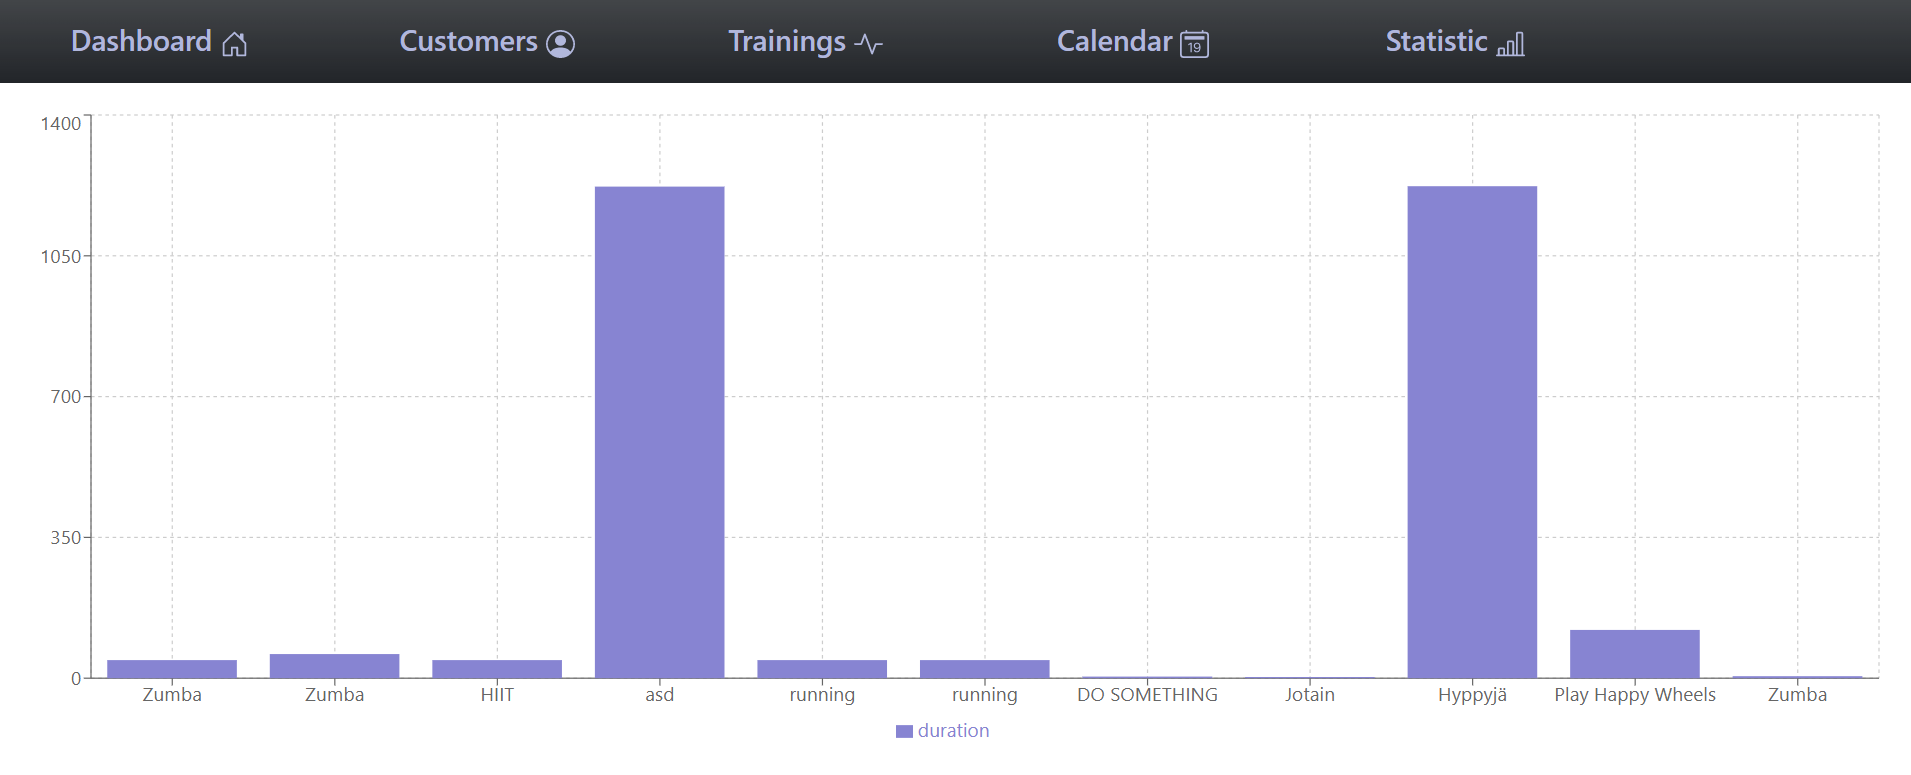 Dashboard Customers Trainings Calendar 19 Statistic
1400
1050
700
350
0
Zumba Zumba HIIT asd running running DO SOMETHING Jotain Hyppyjä Play Happy Wheels Zumba
duration